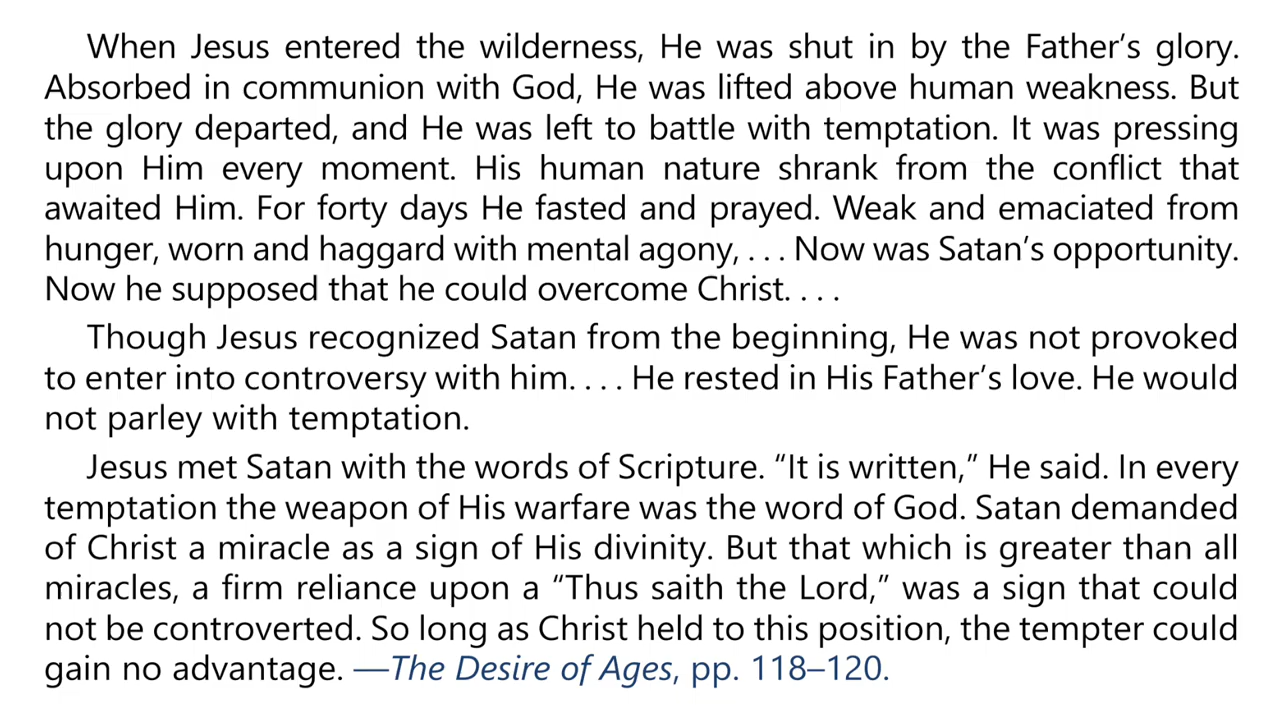 When Jesus entered the wilderness, He was shut in by the Father’s glory.
Absorbed in communion with God, He was lifted above human weakness. But
the glory departed, and He was left to battle with temptation. It was pressing
upon Him every moment. His human nature shrank from the conflict that
awaited Him. For forty days He fasted and prayed. Weak and emaciated from
hunger, worn and haggard with mental agony, . . . Now was Satan’s opportunity.
Now he supposed that he could overcome Christ. . . .
Though Jesus recognized Satan from the beginning, He was not provoked
to enter into controversy with him. . . . He rested in His Father’s love. He would
not parley with temptation.
Jesus met Satan with the words of Scripture. “It is written,” He said. In every
temptation the weapon of His warfare was the word of God. Satan demanded
of Christ a miracle as a sign of His divinity. But that which is greater than all
miracles, a firm reliance upon a “Thus saith the Lord,” was a sign that could
not be controverted. So long as Christ held to this position, the tempter could
gain no advantage. —The Desire of Ages, pp. 118–120.